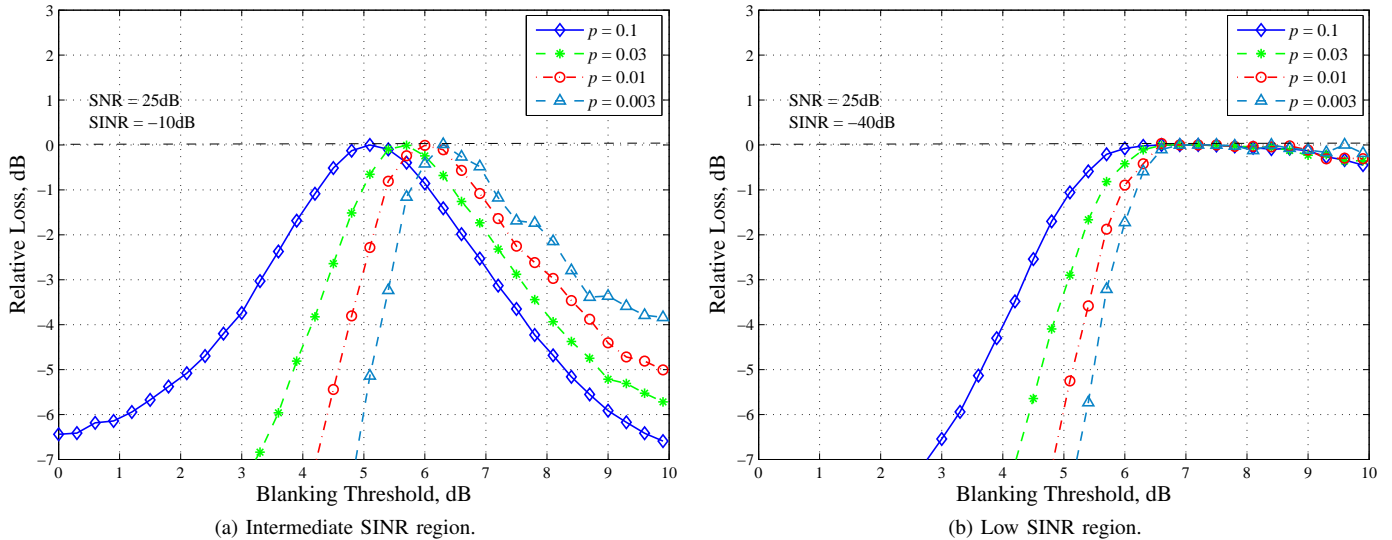 3
2
1
0
−1
−2
−3
−4
−5
−6
−7
Relative Loss, dB
SNR = 25dB
SINR = −10dB
p = 0.1
p = 0.03
p = 0.01
p = 0.003
0 1 2 3 4 5 6 7 8 9 10
Blanking Threshold, dB
(a) Intermediate SINR region.
3
2
1
0
−1
−2
−3
−4
−5
−6
−7
Relative Loss, dB
SNR = 25dB
SINR = −40dB
p = 0.1
p = 0.03
p = 0.01
p = 0.003
0 1 2 3 4 5 6 7 8 9 10
Blanking Threshold, dB
(b) Low SINR region.